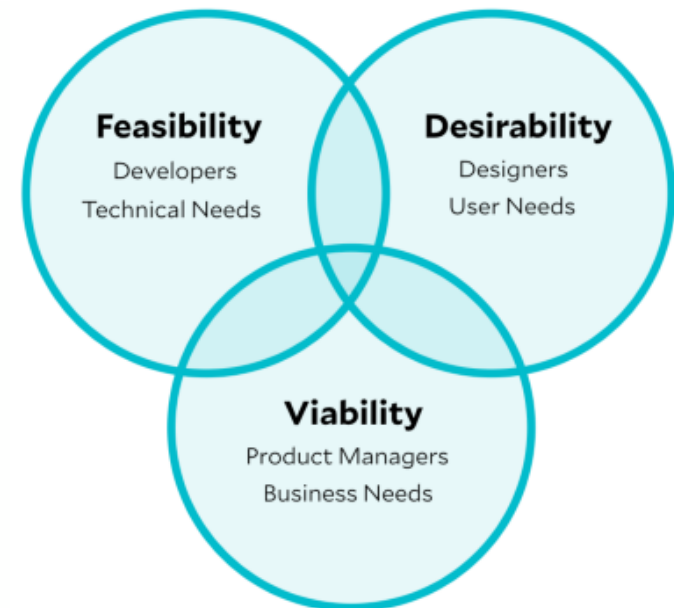 Feasibility
Developers
Technical Needs
Desirability
Designers
User Needs
Viability
Product Managers
Business Needs